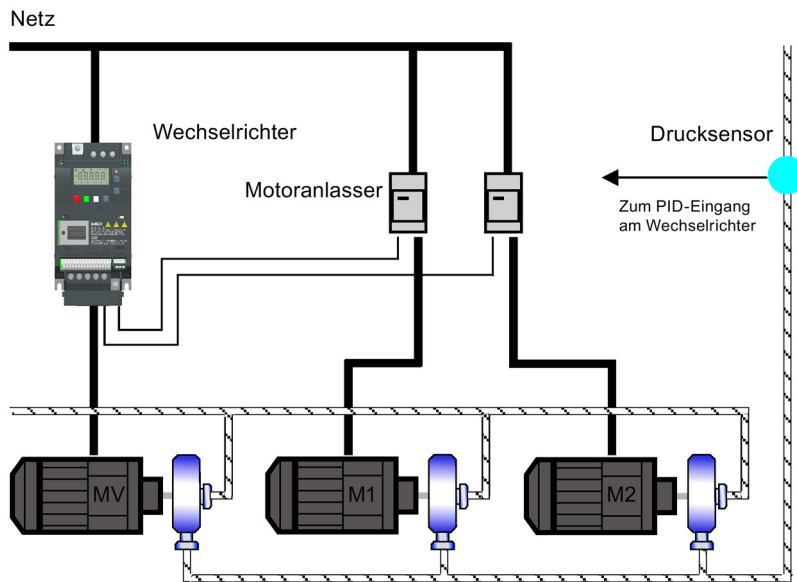 Netz
Wechselrichter
Drucksensor
Motoranlasser
Zum PID-Eingang
am Wechselrichter
MV
M1
M2